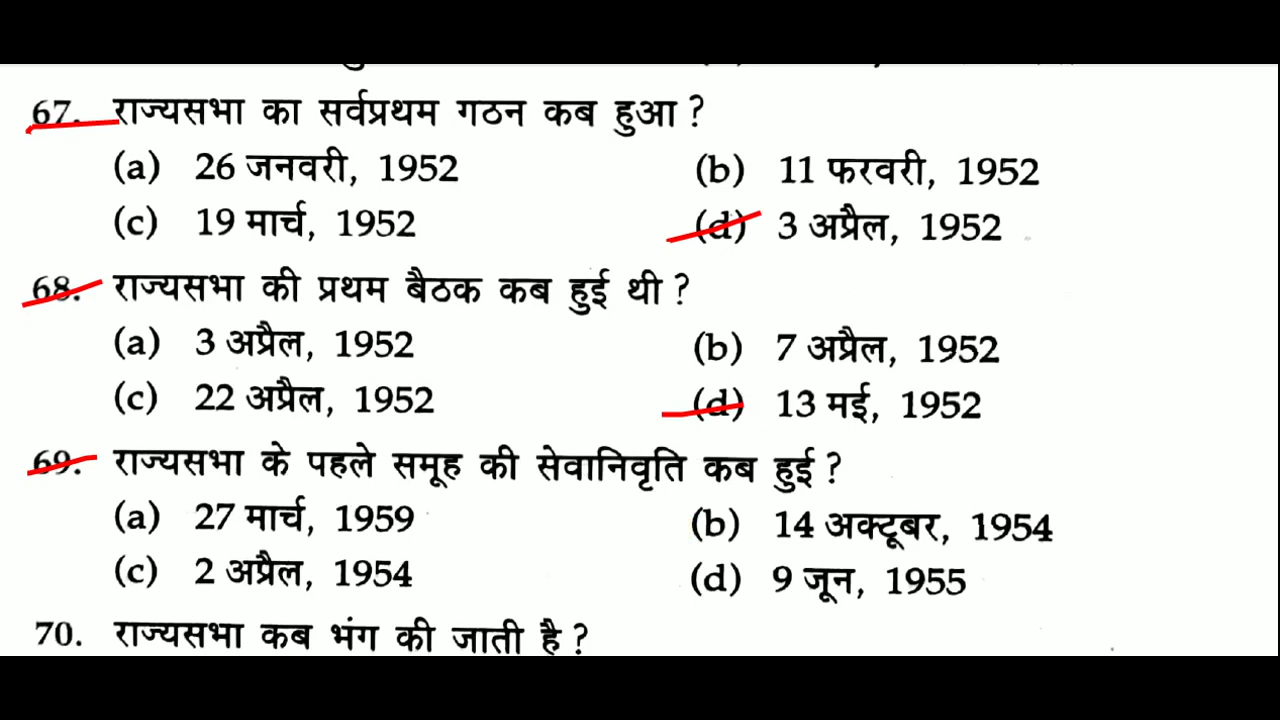 67. राज्यसभा का सर्वप्रथम गठन कब हुआ ?
(a) 26 जनवरी, 1952 (b) 11 फरवरी, 1952
(c) 19 मार्च, 1952 (d) 3 अप्रैल, 1952
68. राज्यसभा की प्रथम बैठक कब हुई थी ?
(a) 3 अप्रैल, 1952 (b) 7 अप्रैल, 1952
(c) 22 अप्रैल, 1952 (d) 13 मई, 1952
69. राज्यसभा के पहले समूह की सेवानिवृति कब हुई ?
(a) 27 मार्च, 1959 (b) 14 अक्टूबर, 1954
(c) 2 अप्रैल, 1954 (d) 9 जून, 1955
70. राज्यसभा कब भंग की जाती है ?